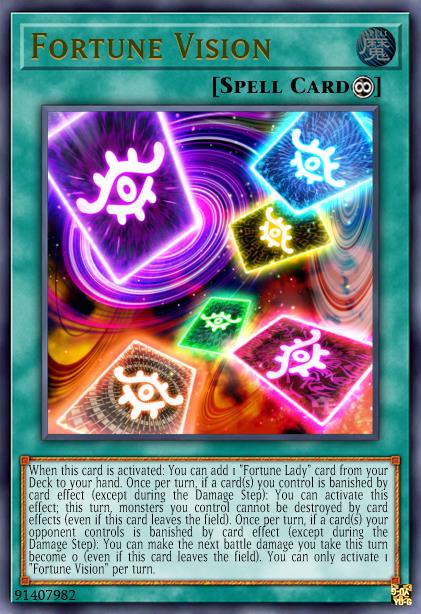 FORTUNE VISION
[SPELL CARD]
When this card is activated: You can add 1 "Fortune Lady" card from your
Deck to your hand. Once per turn, if a card(s) you control is banished by
card effect (except during the Damage Step): You can activate this
effect; this turn, monsters you control cannot be destroyed by card
effects (even if this card leaves the field). Once per turn, if a card(s) your
opponent controls is banished by card effect (except during the
Damage Step): You can make the next battle damage you take this turn
become 0 (even if this card leaves the field). You can only activate 1
"Fortune Vision" per turn.
91407982